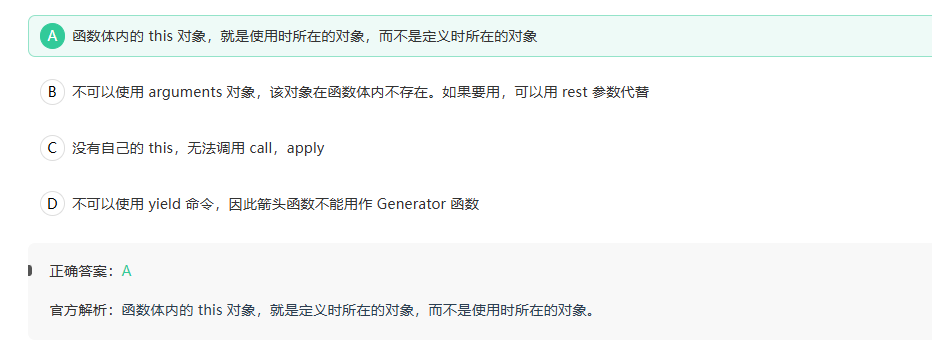 A 函数体内的 this 对象，就是使用时所在的对象，而不是定义时所在的对象
B 不可以使用 arguments 对象，该对象在函数体内不存在。如果要用，可以用 rest 参数代替
C 没有自己的 this，无法调用 call，apply
D 不可以使用 yield 命令，因此箭头函数不能用作 Generator 函数
正确答案：A
官方解析：函数体内的 this 对象，就是定义时所在的对象，而不是使用时所在的对象。